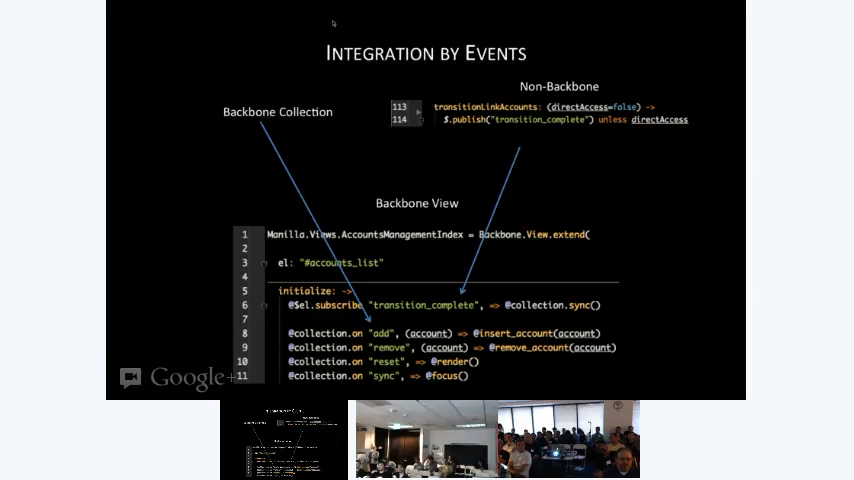 INTEGRATION BY EVENTS
Non-Backbone
113 transitionLinkAccounts: (directAccess=false) ->
114 $.publish("transition_complete") unless directAccess
Backbone Collection
Backbone View
1 Manilla.Views.AccountsManagementIndex = Backbone.View.extend(
2
3 el: "#accounts_list"
4
5 initialize: ->
6 @$el.subscribe "transition_complete", => @collection.sync()
7
8 @collection.on "add", (account) => @insert_account(account)
9 @collection.on "remove", (account) => @remove_account(account)
10 @collection.on "reset", => @render()
11 @collection.on "sync", => @focus()
Google+